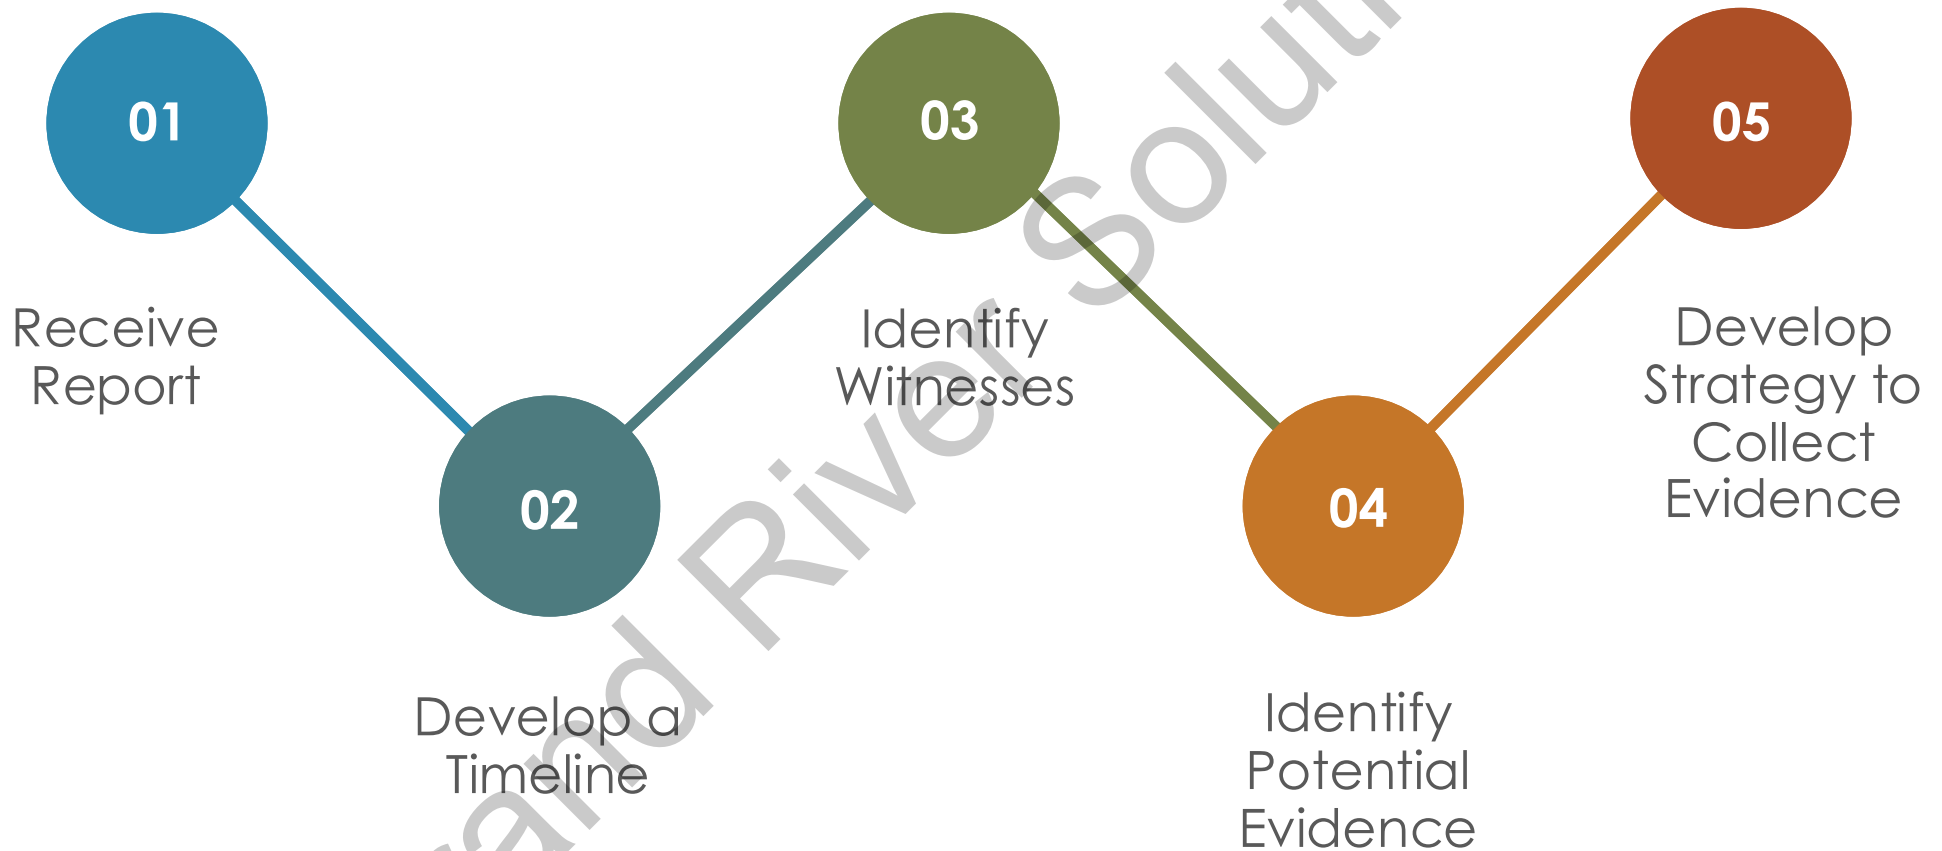 01
Receive
Report
02
Develop a
Timeline
03
Identify
Witnesses
04
Identify
Potential
Evidence
05
Develop
Strategy to
Collect
Evidence
River